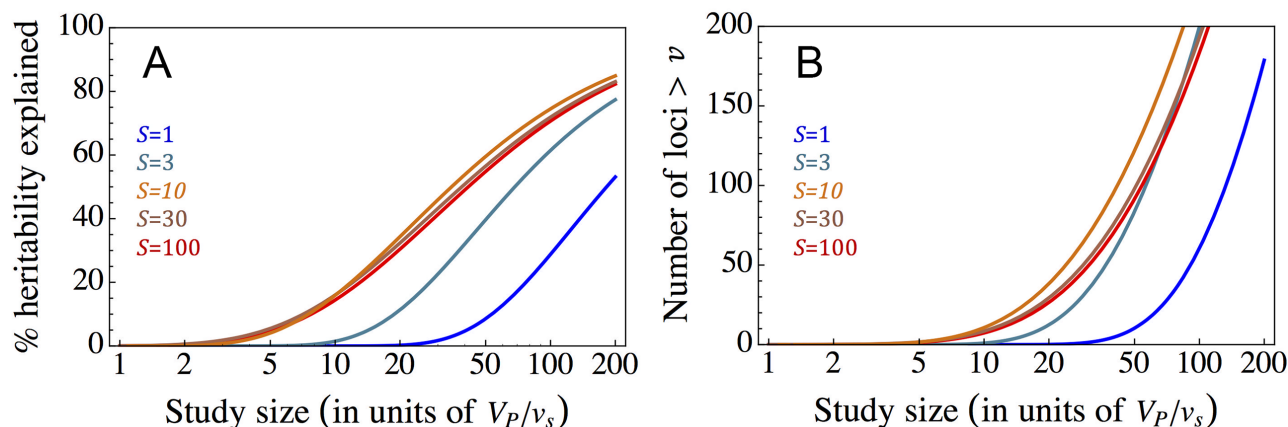 A
% heritability explained
100
80
60
40
20
0
S=1
S=3
S=10
S=30
S=100
1 2 5 10 20 50 100 200
Study size (in units of V_P/v_s)
B
Number of loci > v
200
150
100
50
0
S=1
S=3
S=10
S=30
S=100
1 2 5 10 20 50 100 200
Study size (in units of V_P/v_s)